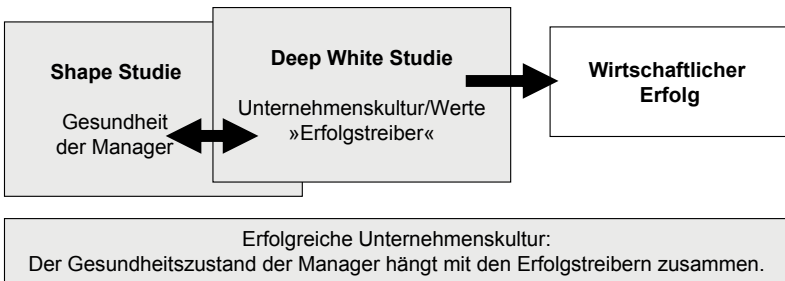 Shape Studie
Gesundheit
der Manager
Deep White Studie
Unternehmenskultur/Werte
»Erfolgstreiber«
Wirtschaftlicher
Erfolg
Erfolgreiche Unternehmenskultur:
Der Gesundheitszustand der Manager hängt mit den Erfolgstreibern zusammen.